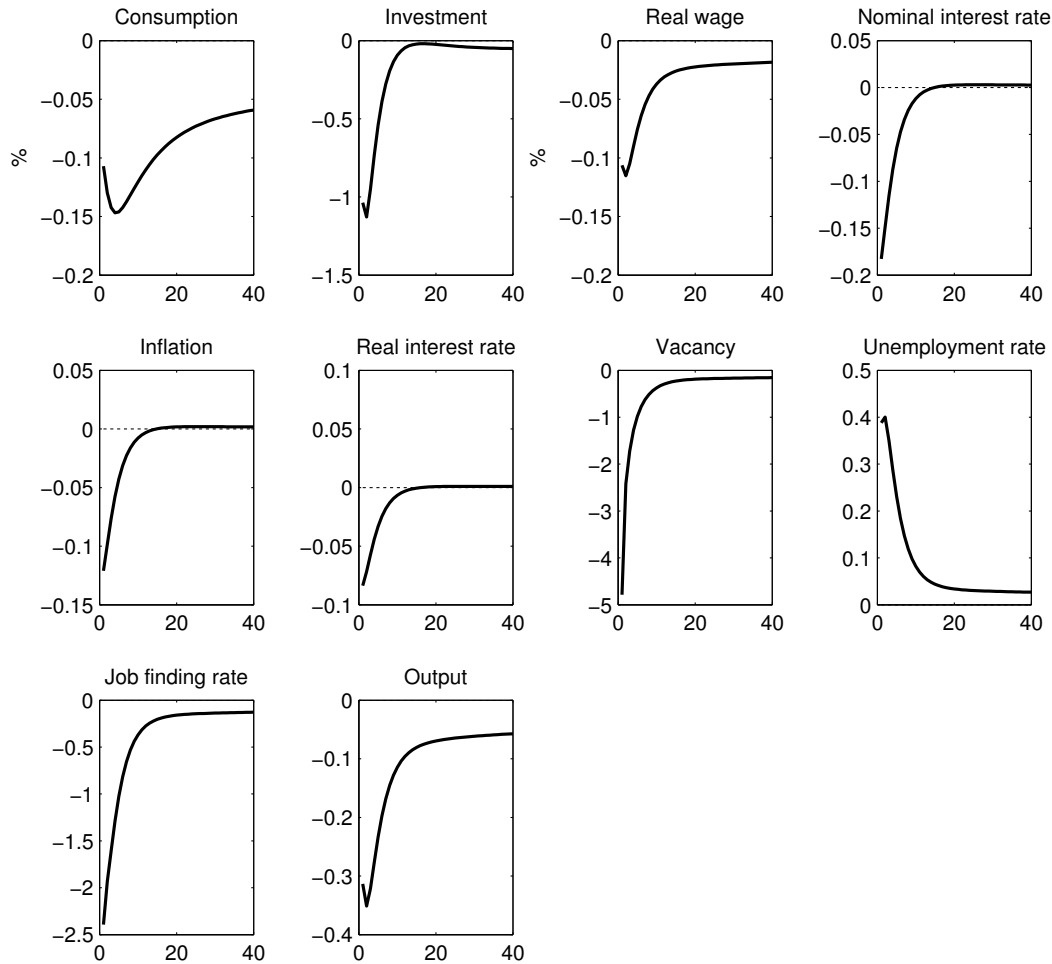 Consumption
Investment
Real wage
Nominal interest rate
0
−0.05
−0.1
−0.15
−0.2
%
0 20 40
0
−0.5
−1
−1.5
0 20 40
0
−0.05
−0.1
−0.15
−0.2
%
0 20 40
0.05
0
−0.05
−0.1
−0.15
−0.2
0 20 40
Inflation
Real interest rate
Vacancy
Unemployment rate
0.05
0
−0.05
−0.1
−0.15
0 20 40
0.1
0.05
0
−0.05
−0.1
0 20 40
0
−1
−2
−3
−4
−5
0 20 40
0.5
0.4
0.3
0.2
0.1
0
0 20 40
Job finding rate
Output
0
−0.5
−1
−1.5
−2
−2.5
0 20 40
0
−0.1
−0.2
−0.3
−0.4
0 20 40